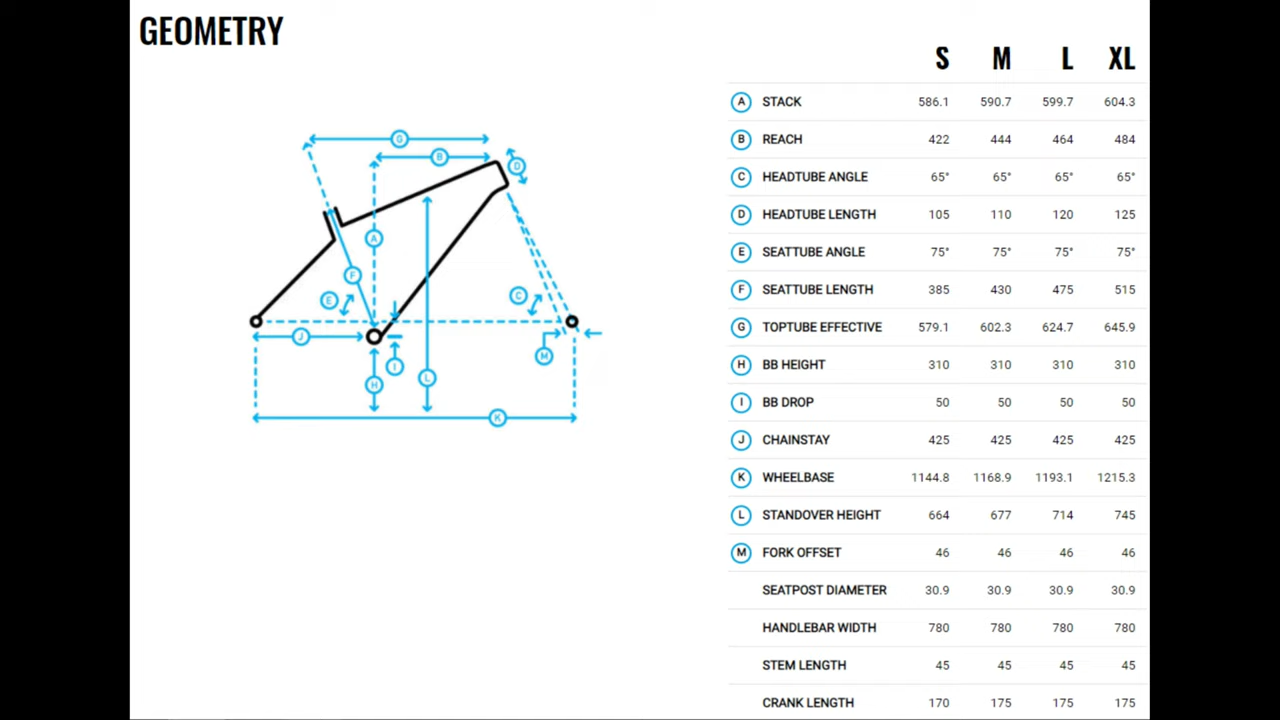 GEOMETRY
S M L XL
A STACK 586.1 590.7 599.7 604.3
B REACH 422 444 464 484
C HEADTUBE ANGLE 65° 65° 65° 65°
D HEADTUBE LENGTH 105 110 120 125
E SEATTUBE ANGLE 75° 75° 75° 75°
F SEATTUBE LENGTH 385 430 475 515
G TOPTUBE EFFECTIVE 579.1 602.3 624.7 645.9
H BB HEIGHT 310 310 310 310
I BB DROP 50 50 50 50
J CHAINSTAY 425 425 425 425
K WHEELBASE 1144.8 1168.9 1193.1 1215.3
L STANDOVER HEIGHT 664 677 714 745
M FORK OFFSET 46 46 46 46
SEATPOST DIAMETER 30.9 30.9 30.9 30.9
HANDLEBAR WIDTH 780 780 780 780
STEM LENGTH 45 45 45 45
CRANK LENGTH 170 175 175 175
G
B
D
A
F
E
C
J
M
I
H
L
K